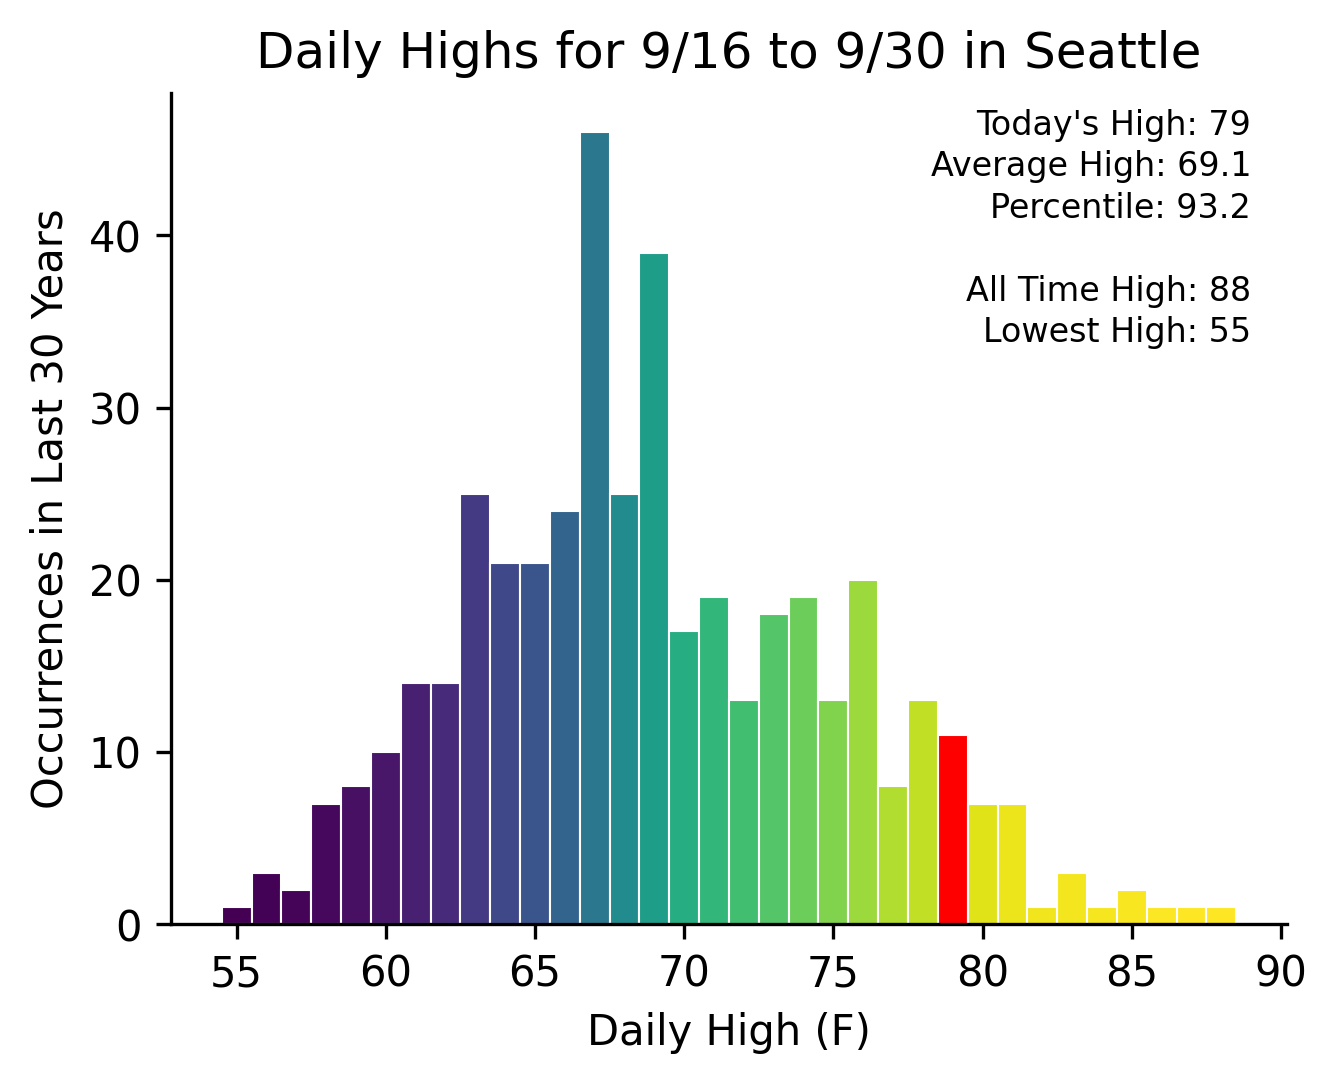 Daily Highs for 9/16 to 9/30 in Seattle
Today's High: 79
Average High: 69.1
Percentile: 93.2
All Time High: 88
Lowest High: 55
Occurrences in Last 30 Years
40
30
20
10
0
55 60 65 70 75 80 85 90
Daily High (F)